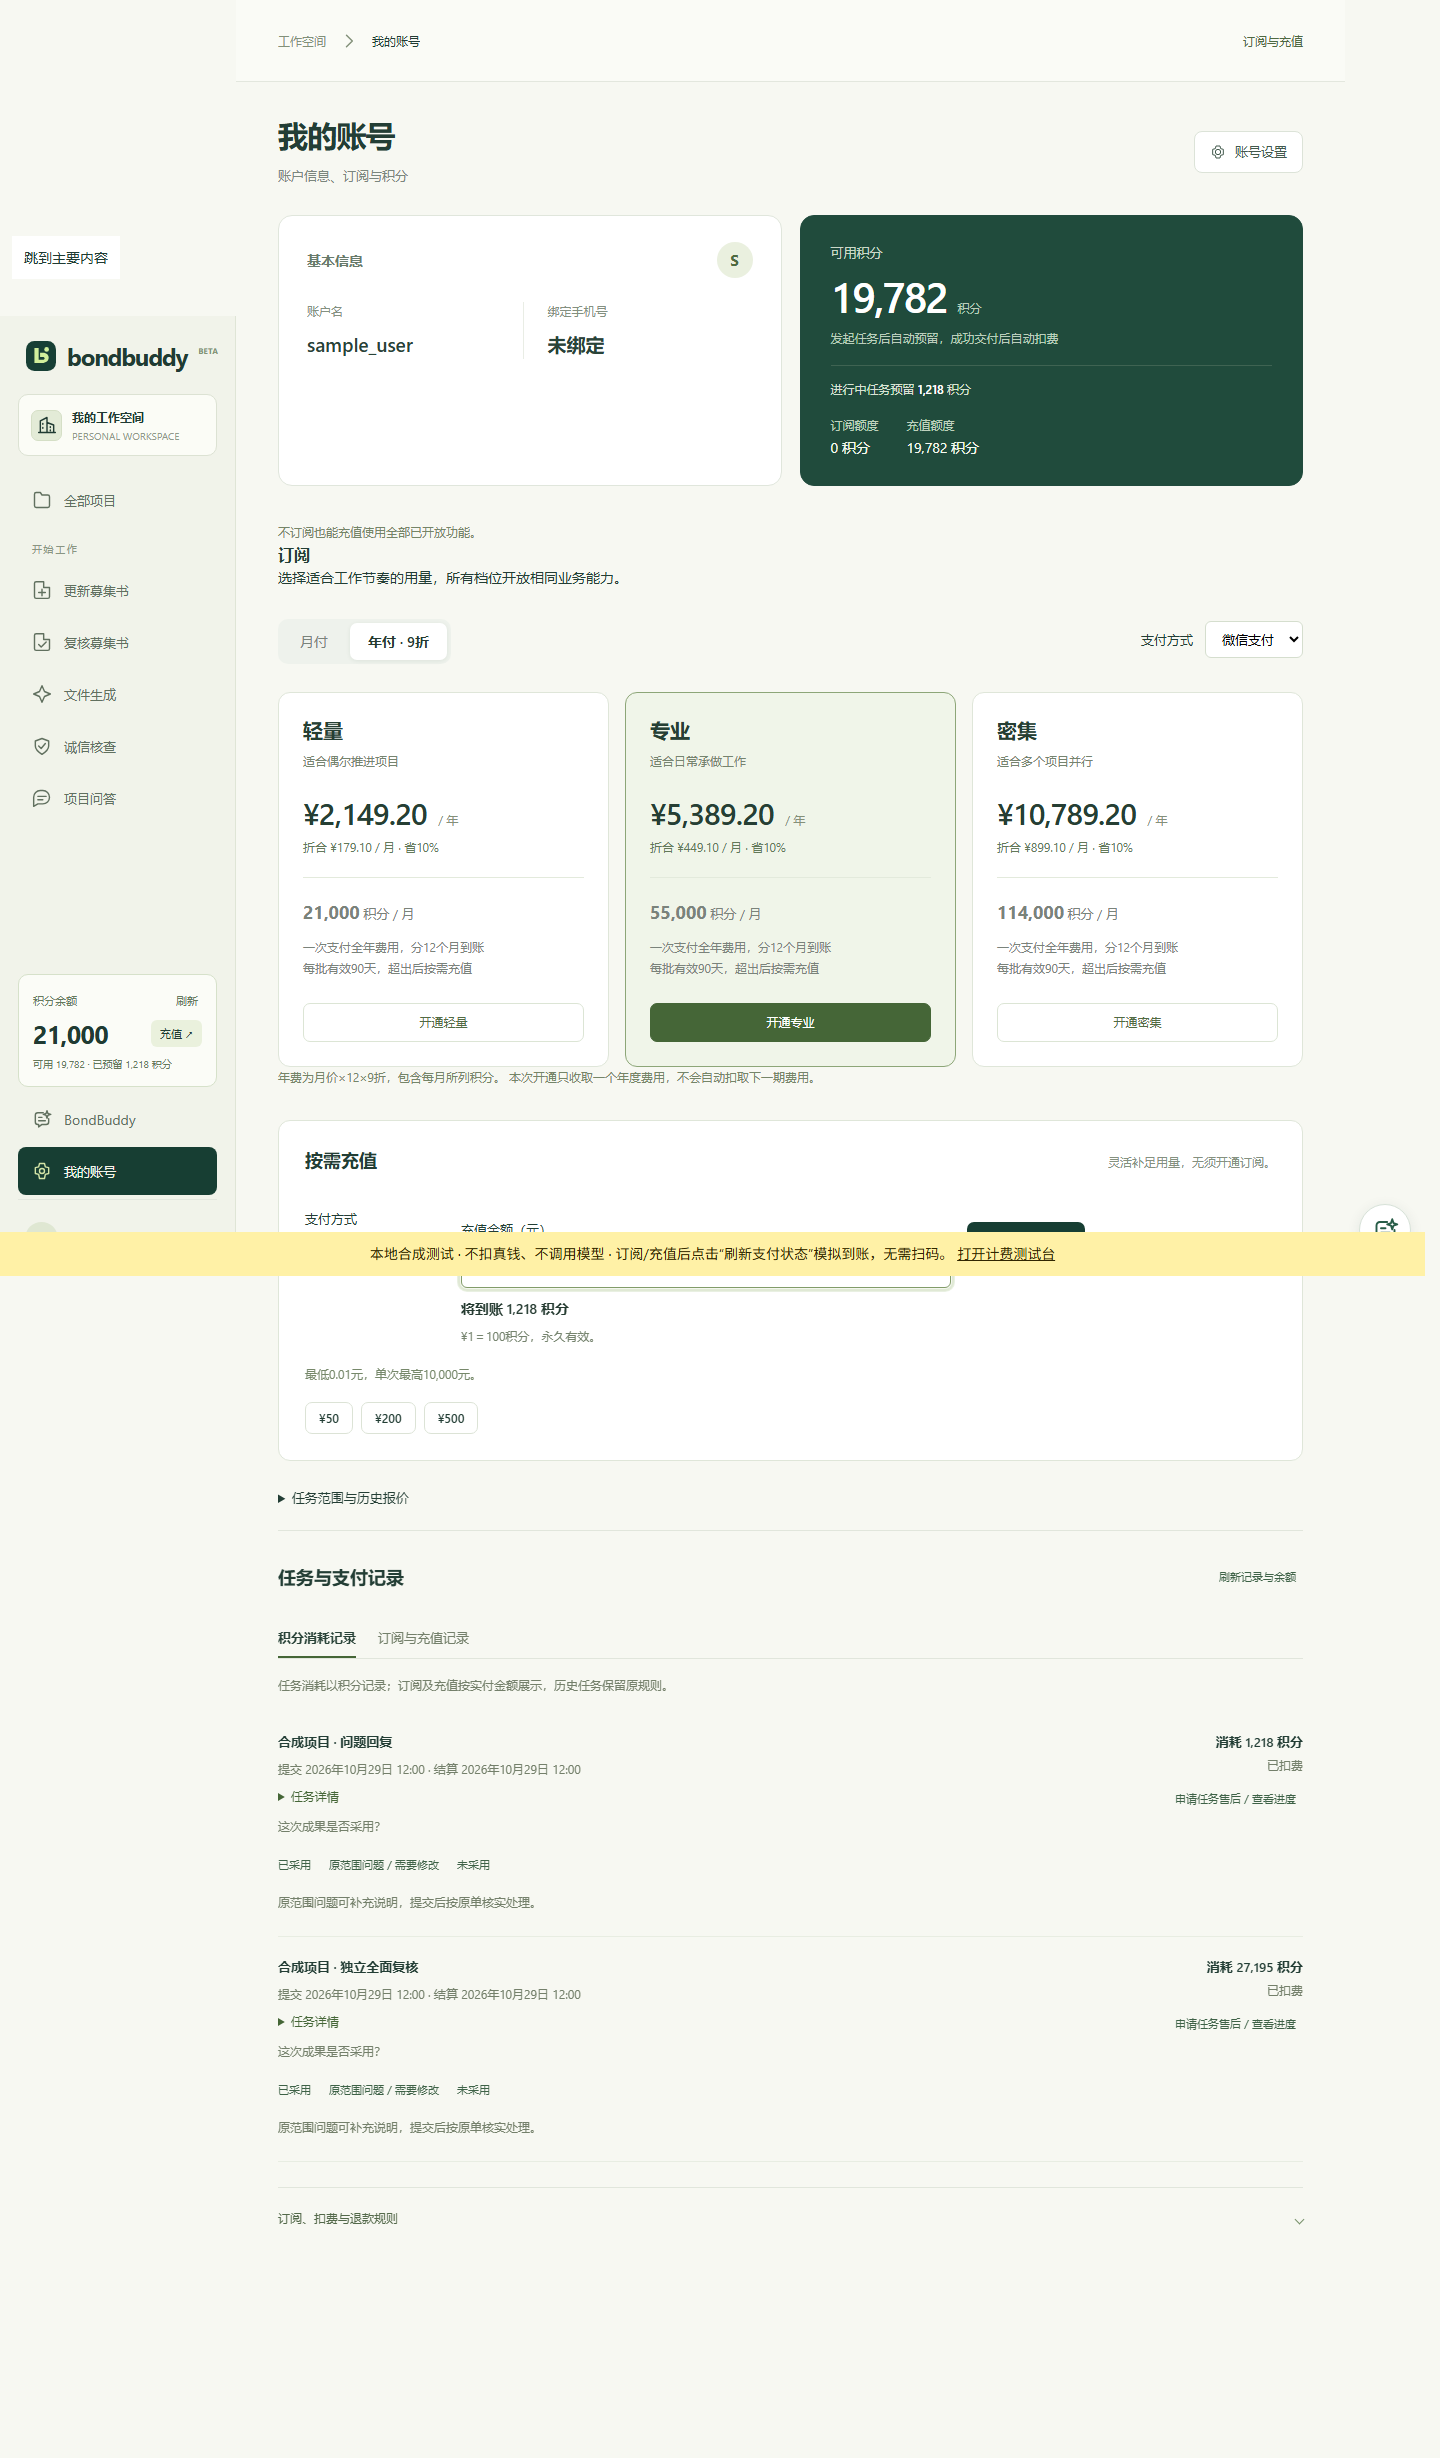 工作空间
我的账号
订阅与充值
我的账号
账户信息、订阅与积分
账号设置
跳到主要内容
bondbuddy BETA
我的工作空间
PERSONAL WORKSPACE
全部项目
开始工作
更新募集书
复核募集书
文件生成
诚信核查
项目问答
积分余额
刷新
21,000
充值 ↗
可用 19,782 · 已预留 1,218 积分
BondBuddy
我的账号
基本信息
S
账户名
sample_user
绑定手机号
未绑定
可用积分
19,782 积分
发起任务后自动预留，成功交付后自动扣费
进行中任务预留 1,218 积分
订阅额度
0 积分
充值额度
19,782 积分
不订阅也能充值使用全部已开放功能。
订阅
选择适合工作节奏的用量，所有档位开放相同业务能力。
月付
年付 · 9折
支付方式
微信支付
轻量
适合偶尔推进项目
¥2,149.20 / 年
折合 ¥179.10 / 月 · 省10%
21,000 积分 / 月
一次支付全年费用，分12个月到账
每批有效90天，超出后按需充值
开通轻量
专业
适合日常承做工作
¥5,389.20 / 年
折合 ¥449.10 / 月 · 省10%
55,000 积分 / 月
一次支付全年费用，分12个月到账
每批有效90天，超出后按需充值
开通专业
密集
适合多个项目并行
¥10,789.20 / 年
折合 ¥899.10 / 月 · 省10%
114,000 积分 / 月
一次支付全年费用，分12个月到账
每批有效90天，超出后按需充值
开通密集
年费为月价×12×9折，包含每月所列积分。 本次开通只收取一个年度费用，不会自动扣取下一期费用。
按需充值
灵活补足用量，无须开通订阅。
支付方式
充值金额（元）
本地合成测试 · 不扣真钱、不调用模型 · 订阅/充值后点击“刷新支付状态”模拟到账，无需扫码。 打开计费测试台
将到账 1,218 积分
¥1 = 100积分，永久有效。
最低0.01元，单次最高10,000元。
¥50
¥200
¥500
任务范围与历史报价
任务与支付记录
刷新记录与余额
积分消耗记录
订阅与充值记录
任务消耗以积分记录；订阅及充值按实付金额展示，历史任务保留原规则。
合成项目 · 问题回复
消耗 1,218 积分
提交 2026年10月29日 12:00 · 结算 2026年10月29日 12:00
已扣费
任务详情
申请任务售后 / 查看进度
这次成果是否采用？
已采用
原范围问题 / 需要修改
未采用
原范围问题可补充说明，提交后按原单核实处理。
合成项目 · 独立全面复核
消耗 27,195 积分
提交 2026年10月29日 12:00 · 结算 2026年10月29日 12:00
已扣费
任务详情
申请任务售后 / 查看进度
这次成果是否采用？
已采用
原范围问题 / 需要修改
未采用
原范围问题可补充说明，提交后按原单核实处理。
订阅、扣费与退款规则